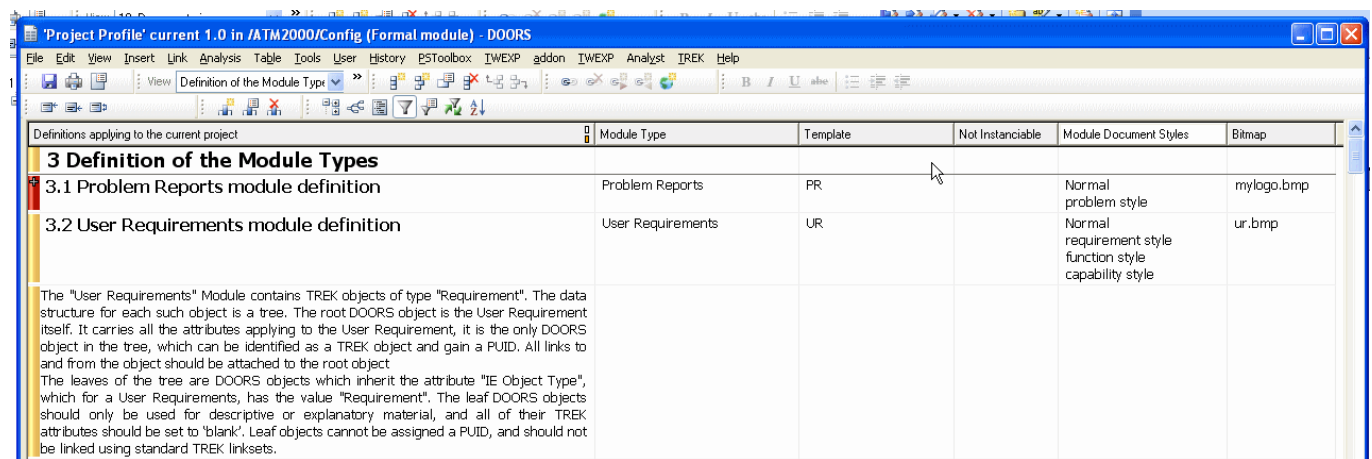 'Project Profile' current 1.0 in /ATM2000/Config (Formal module) - DOORS
File Edit View Insert Link Analysis Table Tools User History PSToolbox TWEXP addon TWEXP Analyst TREK Help
View Definition of the Module Type
B I U abc
Definitions applying to the current project Module Type Template Not Instanciable Module Document Styles Bitmap
3 Definition of the Module Types
3.1 Problem Reports module definition Problem Reports PR Normal mylogo.bmp
problem style
3.2 User Requirements module definition User Requirements UR Normal ur.bmp
requirement style
function style
capability style
The "User Requirements" Module contains TREK objects of type "Requirement". The data
structure for each such object is a tree. The root DOORS object is the User Requirement
itself. It carries all the attributes applying to the User Requirement, it is the only DOORS
object in the tree, which can be identified as a TREK object and gain a PUID. All links to
and from the object should be attached to the root object
The leaves of the tree are DOORS objects which inherit the attribute "IE Object Type",
which for a User Requirements, has the value "Requirement". The leaf DOORS objects
should only be used for descriptive or explanatory material, and all of their TREK
attributes should be set to 'blank'. Leaf objects cannot be assigned a PUID, and should not
be linked using standard TREK linksets.